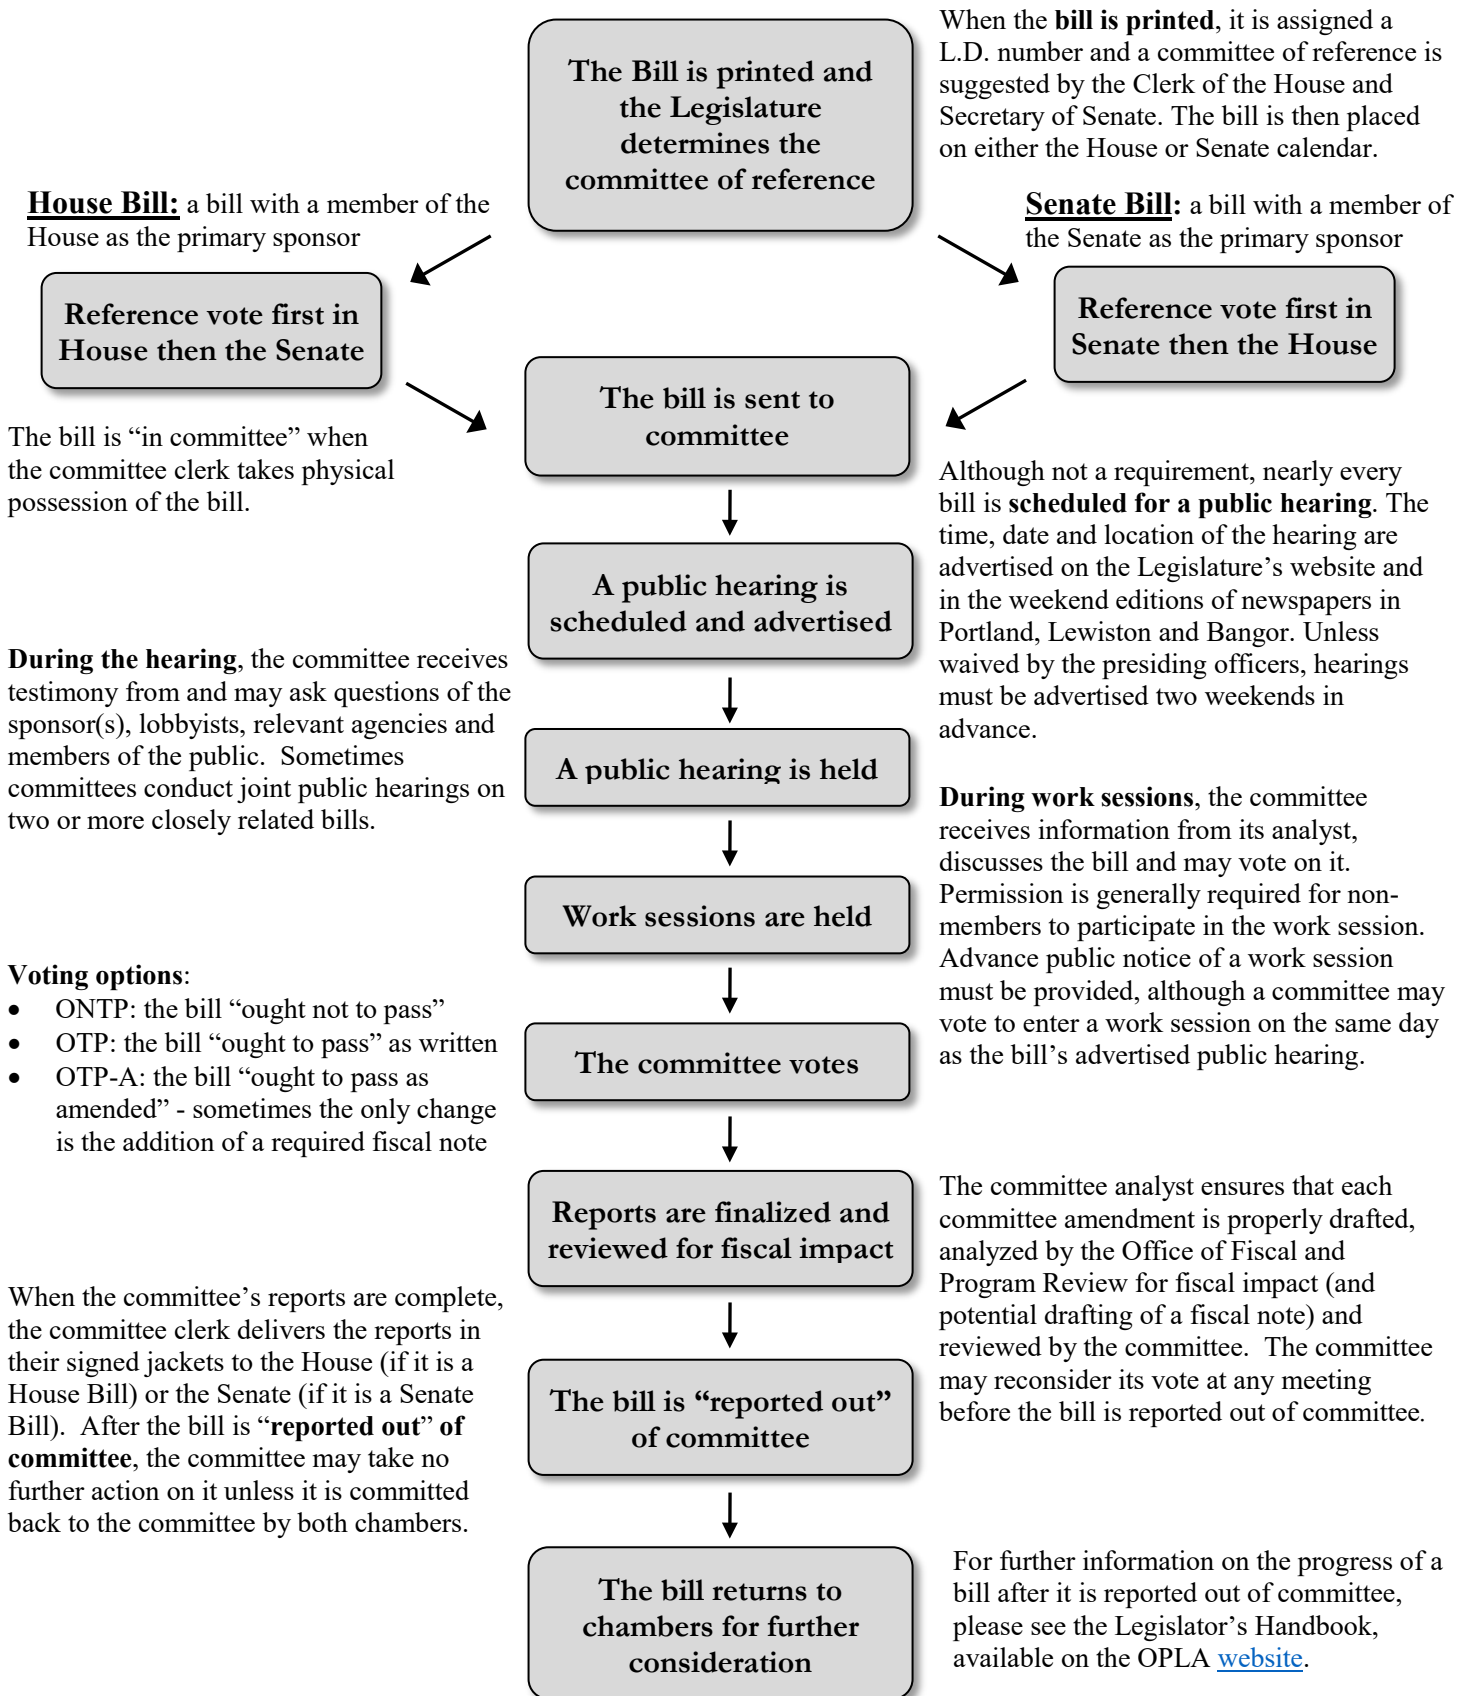 The Bill is printed and
the Legislature
determines the
committee of reference
When the bill is printed, it is assigned a
L.D. number and a committee of reference is
suggested by the Clerk of the House and
Secretary of Senate. The bill is then placed
on either the House or Senate calendar.
House Bill: a bill with a member of the
House as the primary sponsor
Senate Bill: a bill with a member of
the Senate as the primary sponsor
Reference vote first in
House then the Senate
Reference vote first in
Senate then the House
The bill is sent to
committee
The bill is “in committee” when
the committee clerk takes physical
possession of the bill.
Although not a requirement, nearly every
bill is scheduled for a public hearing. The
time, date and location of the hearing are
advertised on the Legislature’s website and
in the weekend editions of newspapers in
Portland, Lewiston and Bangor. Unless
waived by the presiding officers, hearings
must be advertised two weekends in
advance.
A public hearing is
scheduled and advertised
During the hearing, the committee receives
testimony from and may ask questions of the
sponsor(s), lobbyists, relevant agencies and
members of the public. Sometimes
committees conduct joint public hearings on
two or more closely related bills.
A public hearing is held
During work sessions, the committee
receives information from its analyst,
discusses the bill and may vote on it.
Permission is generally required for non-
members to participate in the work session.
Advance public notice of a work session
must be provided, although a committee may
vote to enter a work session on the same day
as the bill’s advertised public hearing.
Work sessions are held
Voting options:
• ONTP: the bill “ought not to pass”
• OTP: the bill “ought to pass” as written
• OTP-A: the bill “ought to pass as
amended” - sometimes the only change
is the addition of a required fiscal note
The committee votes
Reports are finalized and
reviewed for fiscal impact
The committee analyst ensures that each
committee amendment is properly drafted,
analyzed by the Office of Fiscal and
Program Review for fiscal impact (and
potential drafting of a fiscal note) and
reviewed by the committee. The committee
may reconsider its vote at any meeting
before the bill is reported out of committee.
When the committee’s reports are complete,
the committee clerk delivers the reports in
their signed jackets to the House (if it is a
House Bill) or the Senate (if it is a Senate
Bill). After the bill is “reported out” of
committee, the committee may take no
further action on it unless it is committed
back to the committee by both chambers.
The bill is “reported out”
of committee
The bill returns to
chambers for further
consideration
For further information on the progress of a
bill after it is reported out of committee,
please see the Legislator’s Handbook,
available on the OPLA website.